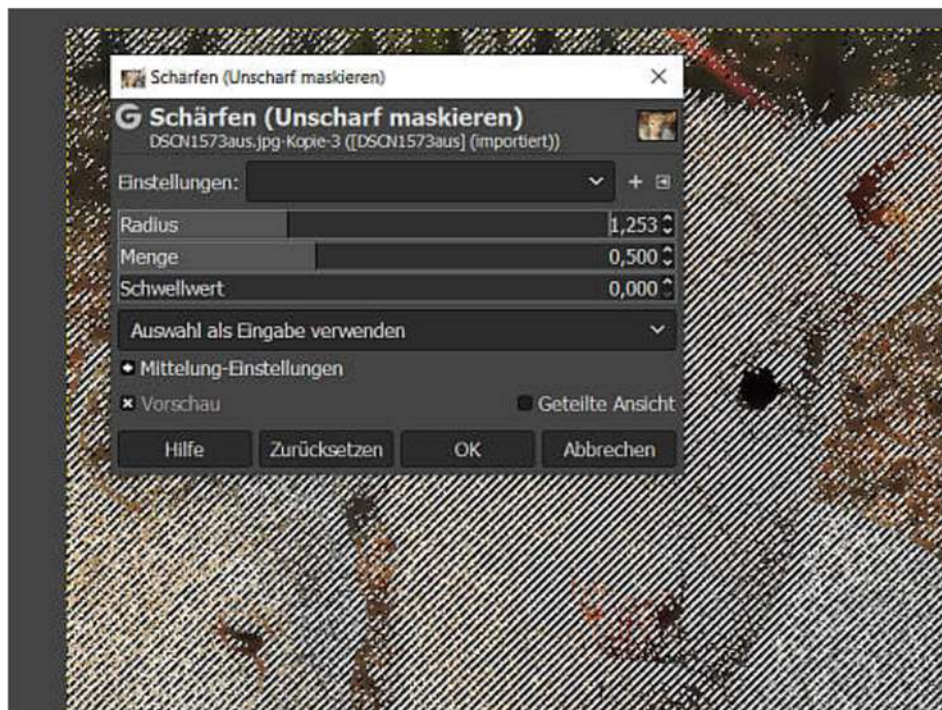 Schärfen (Unscharf maskieren)
Schärfen (Unscharf maskieren)
DSCN1573aus.jpg-Kopie-3 ([DSCN1573aus] (importiert))
Einstellungen:
Radius 1,253
Menge 0,500
Schwellwert 0,000
Auswahl als Eingabe verwenden
Mittelung-Einstellungen
Vorschau Geteilte Ansicht
Hilfe Zurücksetzen OK Abbrechen